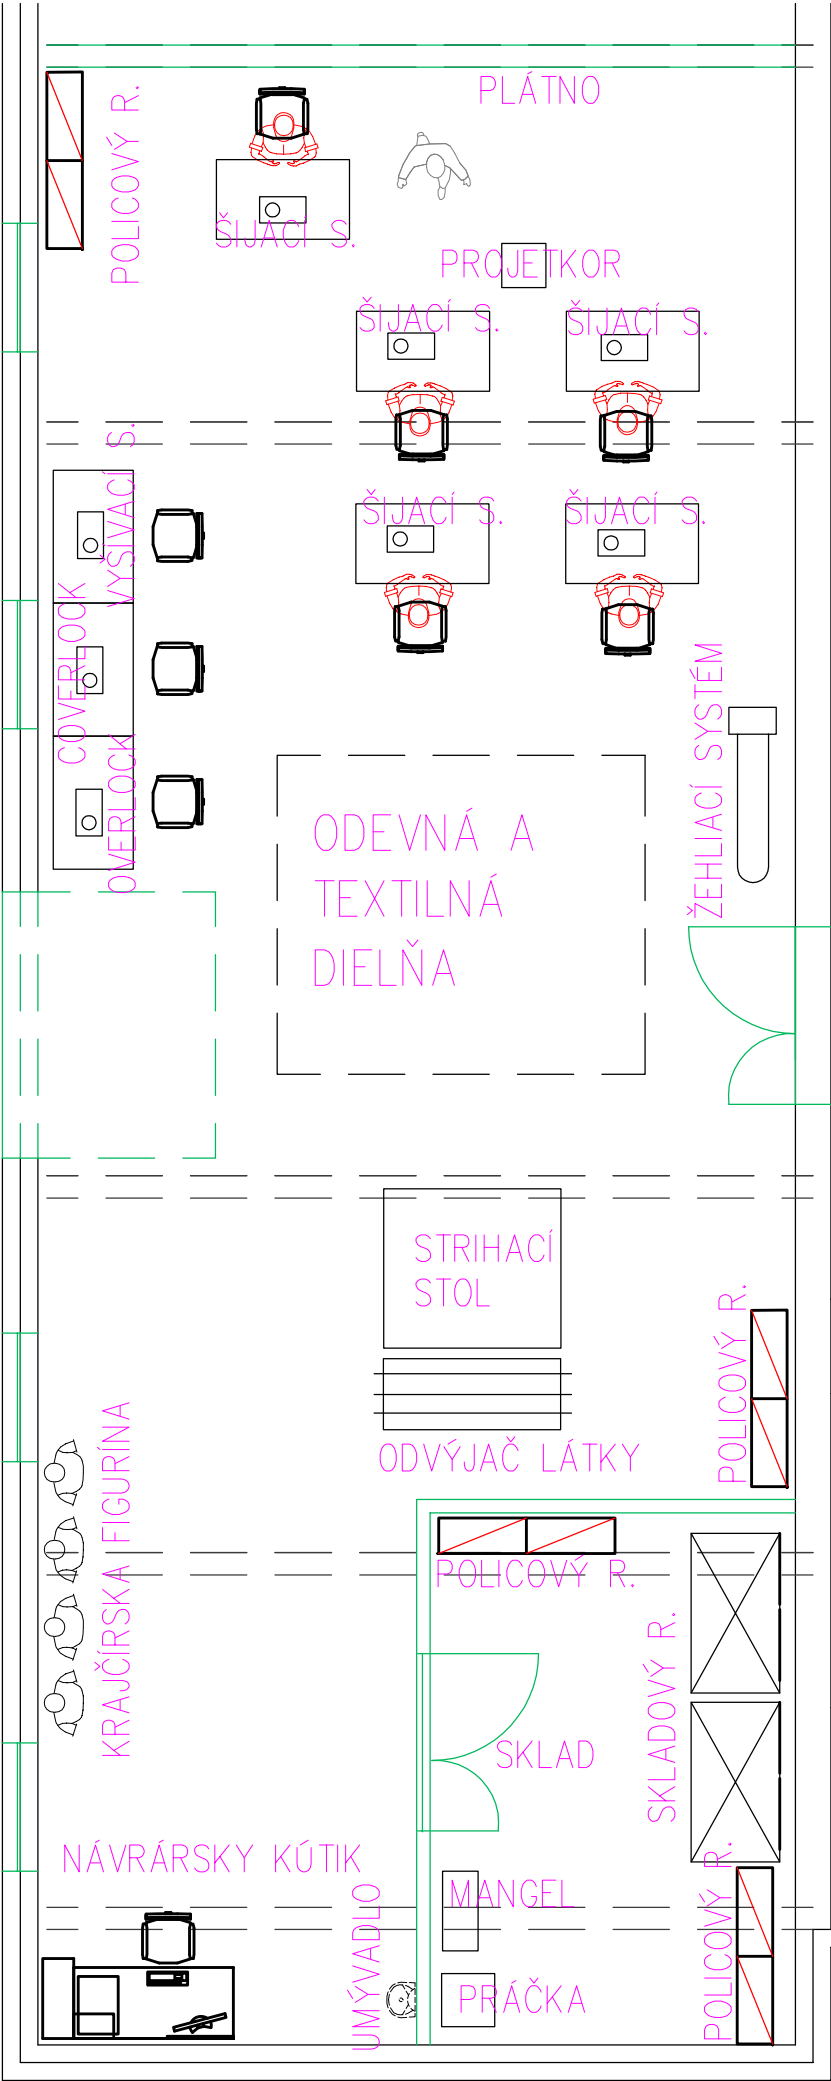 PLÁTNO
POLICOVÝ R.
ŠIJACÍ S.
PROJETKOR
ŠIJACÍ S.
ŠIJACÍ S.
VYŠÍVACÍ S.
ŠIJACÍ S.
ŠIJACÍ S.
COVERLOCK
OVERLOCK
ŽEHLIACÍ SYSTÉM
ODEVNÁ A
TEXTILNÁ
DIELŇA
STRIHACÍ
STOL
POLICOVÝ R.
ODVÝJAČ LÁTKY
KRAJČÍRSKA FIGURÍNA
POLICOVÝ R.
SKLADOVÝ R.
SKLAD
NÁVRÁRSKY KÚTIK
UMÝVADLO
MANGEL
POLICOVÝ R.
PRÁČKA